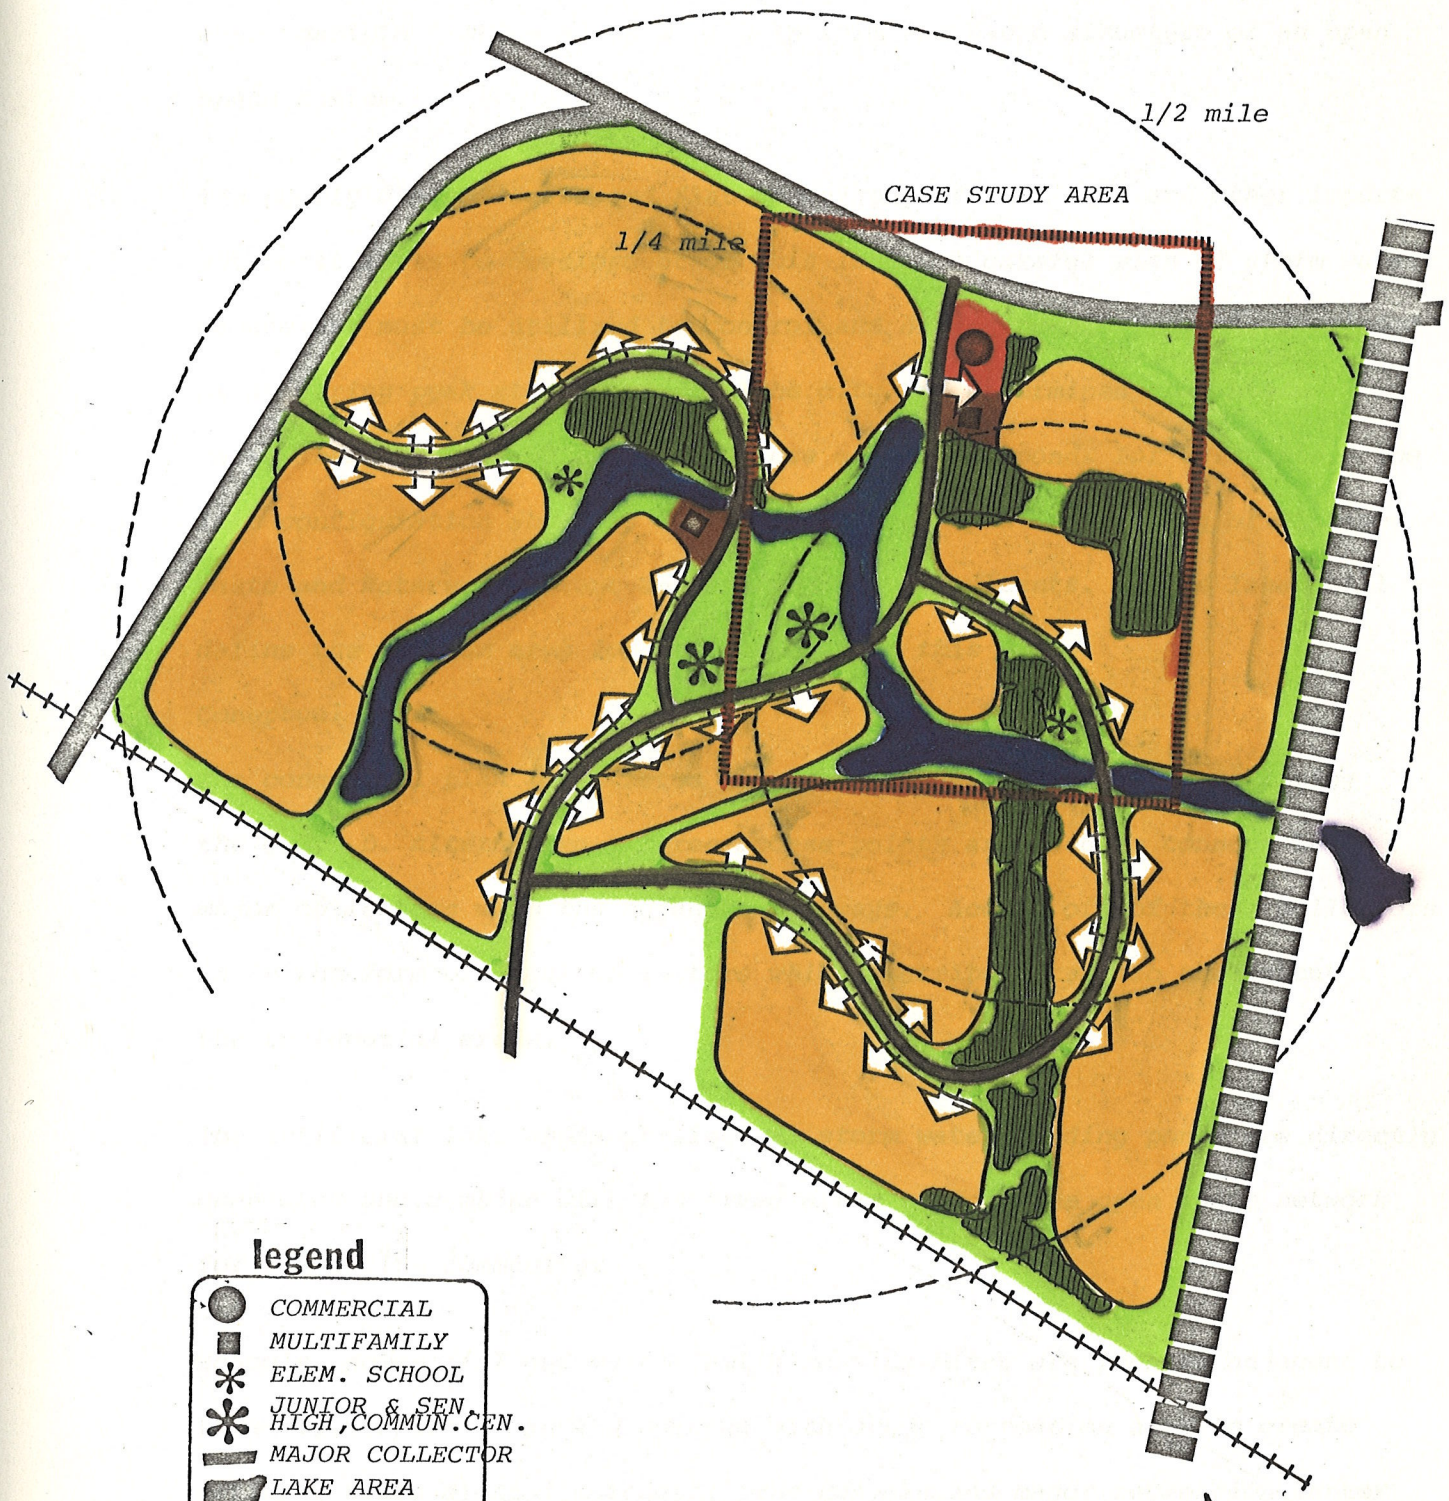 1/2 mile
CASE STUDY AREA
1/4 mile
legend
COMMERCIAL
MULTIFAMILY
ELEM. SCHOOL
JUNIOR & SEN.
HIGH,COMMUN.CEN.
MAJOR COLLECTOR
LAKE AREA